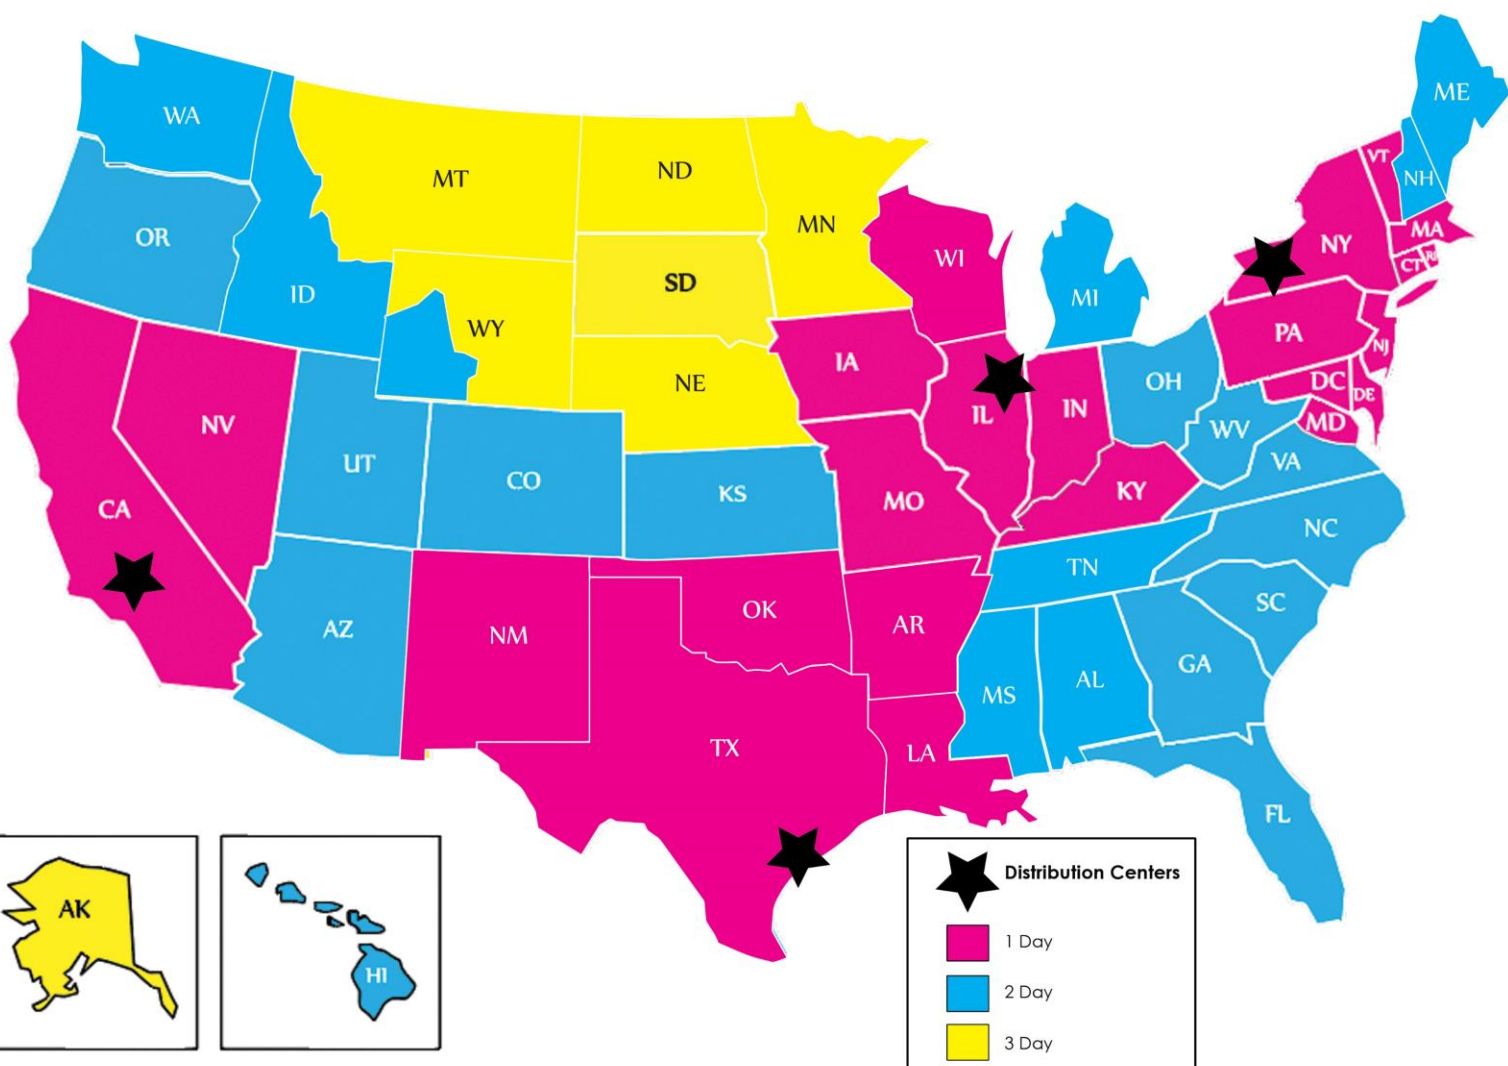 WA
MT
ND
MN
OR
ID
SD
WY
NE
WI
MI
ME
VT
NH
NY
MA
CT
RI
PA
NJ
IA
IL
IN
OH
DC
DE
MD
WV
VA
NV
UT
CO
KS
MO
KY
CA
NC
TN
AZ
NM
OK
AR
SC
MS
AL
GA
TX
LA
FL
AK
HI
Distribution Centers
1 Day
2 Day
3 Day